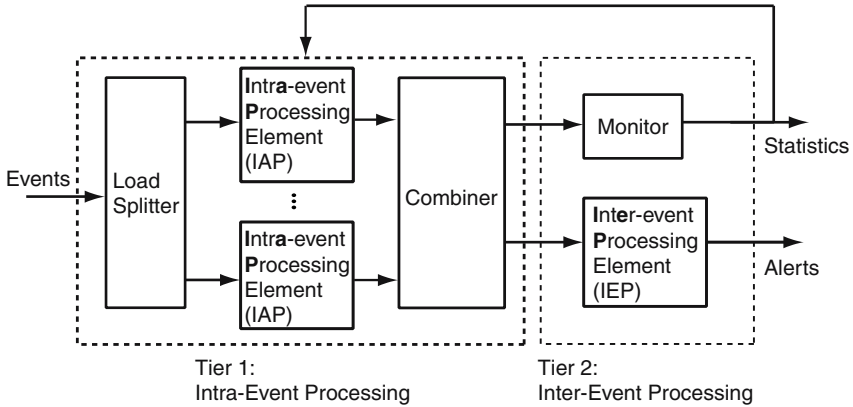 Events
Load
Splitter
Intra-event
Processing
Element
(IAP)
...
Intra-event
Processing
Element
(IAP)
Combiner
Monitor
Statistics
Inter-event
Processing
Element
(IEP)
Alerts
Tier 1:
Intra-Event Processing
Tier 2:
Inter-Event Processing